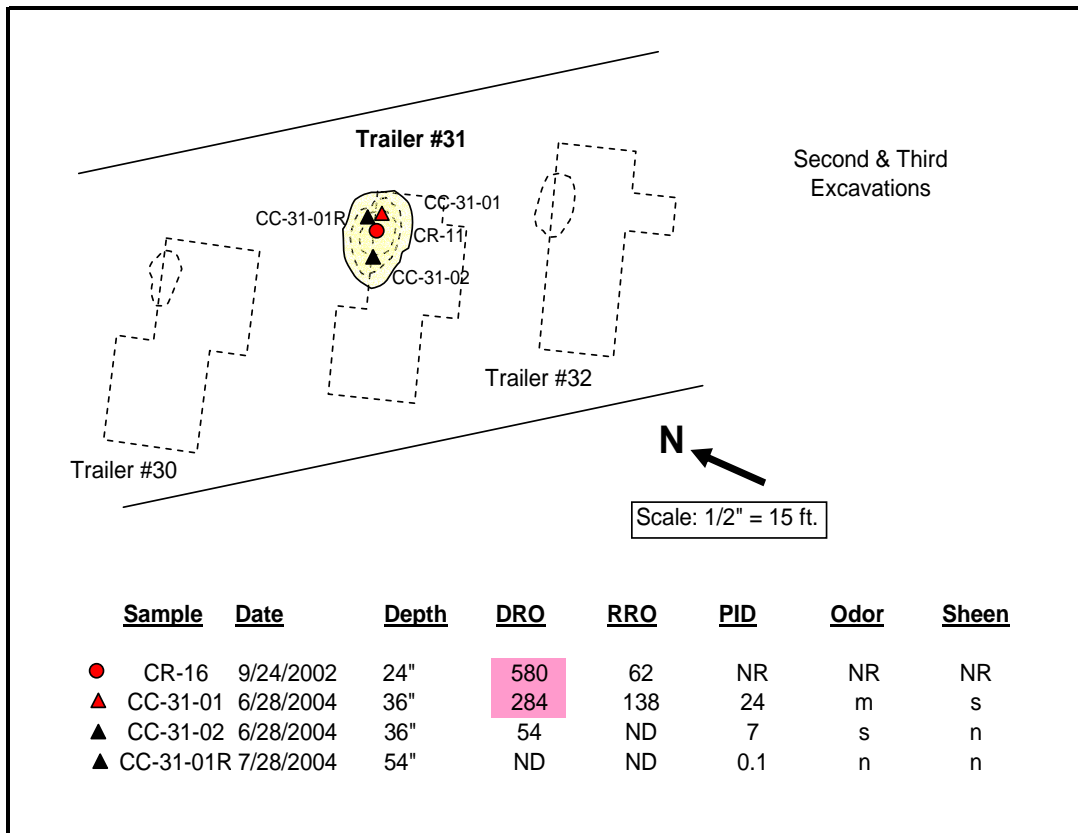 Trailer #31
Second & Third
Excavations
CC-31-01
CC-31-01R
CR-11
CC-31-02
Trailer #32
Trailer #30
N
Scale: 1/2" = 15 ft.
Sample Date Depth DRO RRO PID Odor Sheen
CR-16 9/24/2002 24" 580 62 NR NR NR
CC-31-01 6/28/2004 36" 284 138 24 m s
CC-31-02 6/28/2004 36" 54 ND 7 s n
CC-31-01R 7/28/2004 54" ND ND 0.1 n n